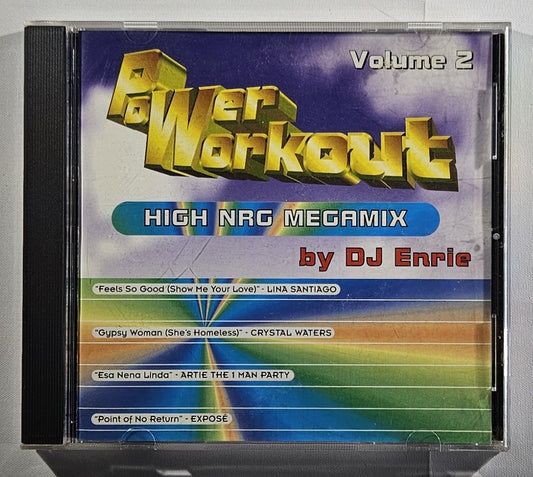 Volume 2
PoWer
Workout
HIGH NRG MEGAMIX
by DJ Enrie
"Feels So Good (Show Me Your Love)" - LINA SANTIAGO
"Gypsy Woman (She's Homeless)" - CRYSTAL WATERS
"Esa Nena Linda" - ARTIE THE 1 MAN PARTY
"Point of No Return" - EXPOSÉ